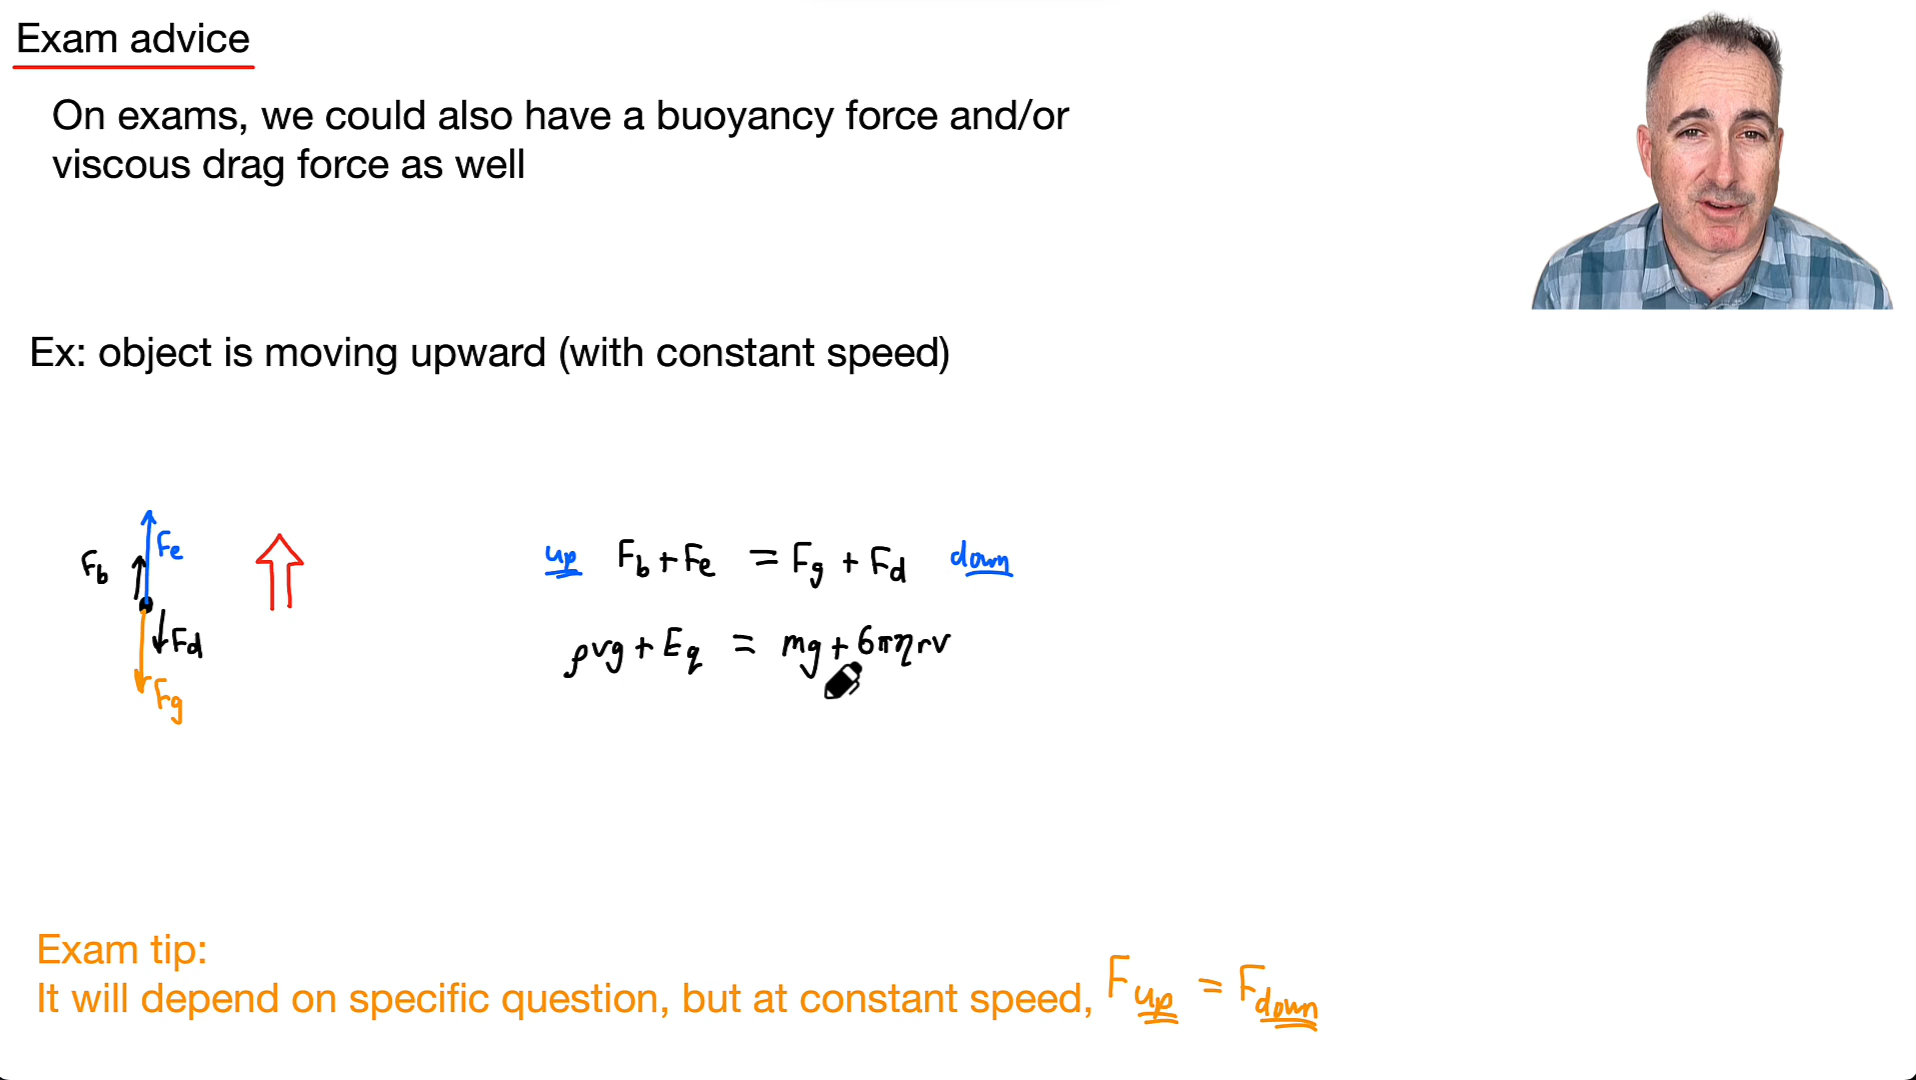 Exam advice
On exams, we could also have a buoyancy force and/or
viscous drag force as well
Ex: object is moving upward (with constant speed)
Fe
Fb
Fd
Fg
up Fb + Fe = Fg + Fd down
ρVg + Eq = mg + 6πηrv
Exam tip:
It will depend on specific question, but at constant speed, Fup = Fdown